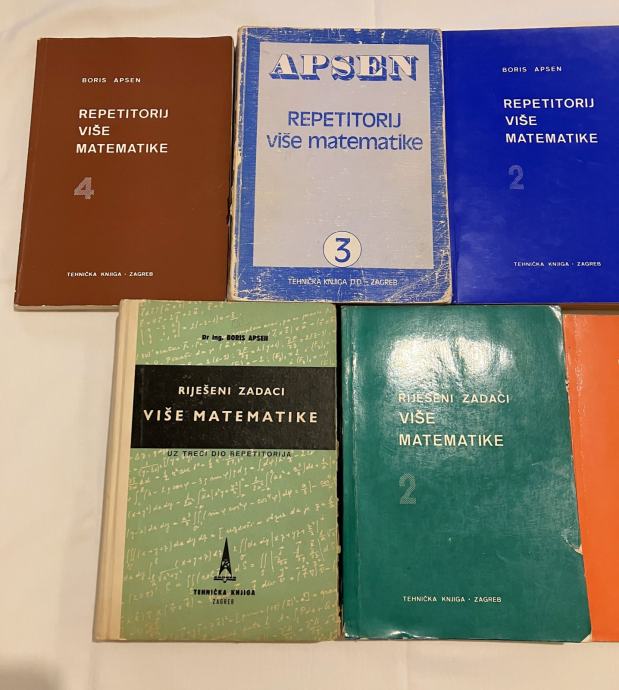 BORIS APSEN
REPETITORIJ
VIŠE
MATEMATIKE
4
TEHNIČKA KNJIGA · ZAGREB
APSEN
REPETITORIJ
više matematike
3
TEHNIČKA KNJIGA D.D. – ZAGREB
BORIS APSEN
REPETITORIJ
VIŠE
MATEMATIKE
2
TEHNIČKA KNJIGA · ZAGREB
Dr ing. BORIS APSEN
RIJEŠENI ZADACI
VIŠE MATEMATIKE
UZ TREĆI DIO REPETITORIJA
TEHNIČKA KNJIGA
ZAGREB
RIJEŠENI ZADACI
VIŠE
MATEMATIKE
2
TEHNIČKA KNJIGA · ZAGREB